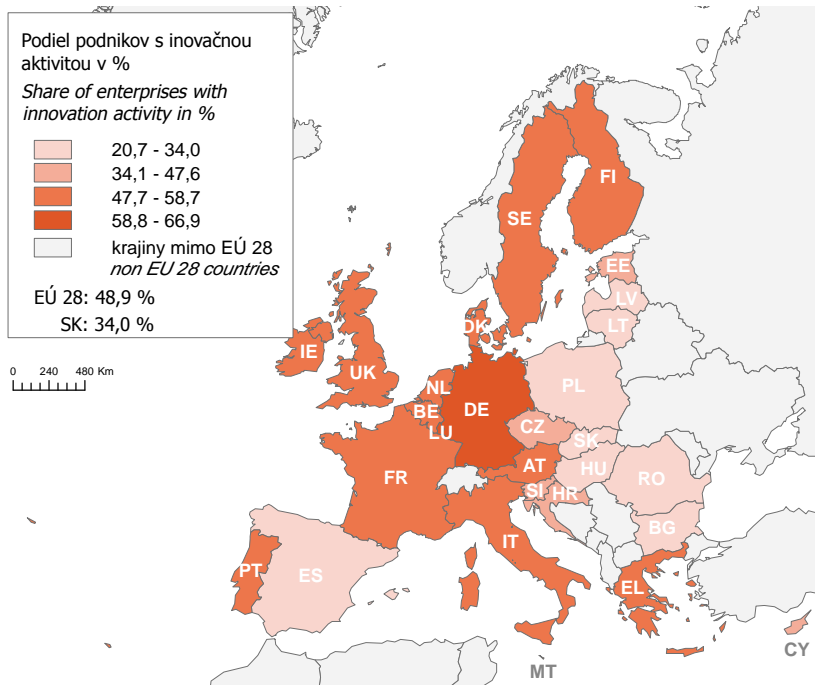 Podiel podnikov s inovačnou
aktivitou v %
Share of enterprises with
innovation activity in %
20,7 - 34,0
34,1 - 47,6
47,7 - 58,7
58,8 - 66,9
krajiny mimo EÚ 28
non EU 28 countries
EÚ 28: 48,9 %
SK: 34,0 %
0 240 480 Km
FI
SE
EE
LV
LT
DK
IE
UK
NL
BE
LU
DE
PL
CZ
SK
AT
HU
SI
HR
RO
BG
FR
IT
PT
ES
EL
MT
CY